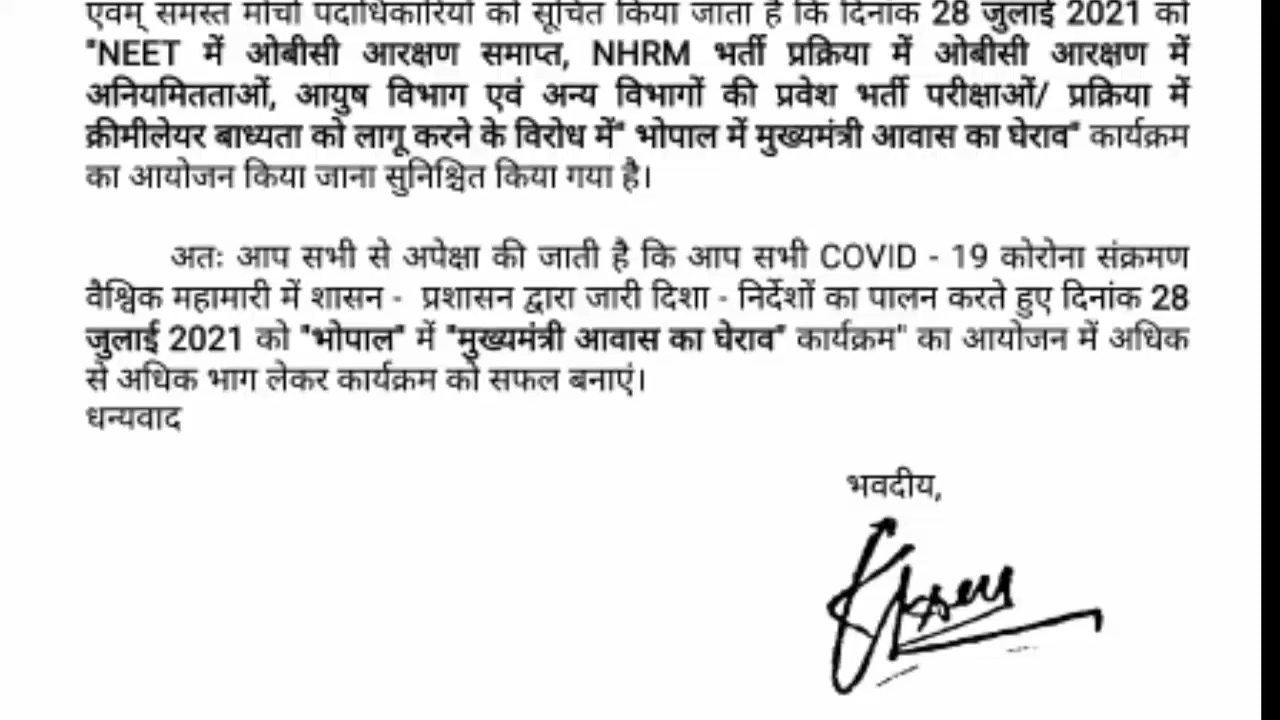 एवम् समस्त मोर्चा पदाधिकारियों को सूचित किया जाता है कि दिनांक 28 जुलाई 2021 को
"NEET में ओबीसी आरक्षण समाप्त, NHRM भर्ती प्रक्रिया में ओबीसी आरक्षण में
अनियमितताओं, आयुष विभाग एवं अन्य विभागों की प्रवेश भर्ती परीक्षाओं/ प्रक्रिया में
क्रीमीलेयर बाध्यता को लागू करने के विरोध में" भोपाल में मुख्यमंत्री आवास का घेराव" कार्यक्रम
का आयोजन किया जाना सुनिश्चित किया गया है।
अतः आप सभी से अपेक्षा की जाती है कि आप सभी COVID - 19 कोरोना संक्रमण
वैश्विक महामारी में शासन - प्रशासन द्वारा जारी दिशा - निर्देशों का पालन करते हुए दिनांक 28
जुलाई 2021 को "भोपाल" में "मुख्यमंत्री आवास का घेराव" कार्यक्रम" का आयोजन में अधिक
से अधिक भाग लेकर कार्यक्रम को सफल बनाएं।
धन्यवाद
भवदीय,